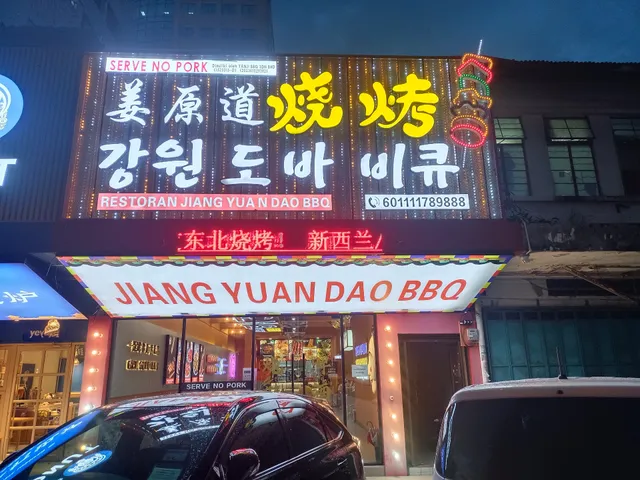 SERVE NO PORK
姜原道烧烤
강원도바비큐
RESTORAN JIANG YUAN DAO BBQ
601111789888
东北烧烤! 新西兰
JIANG YUAN DAO BBQ
SERVE NO PORK